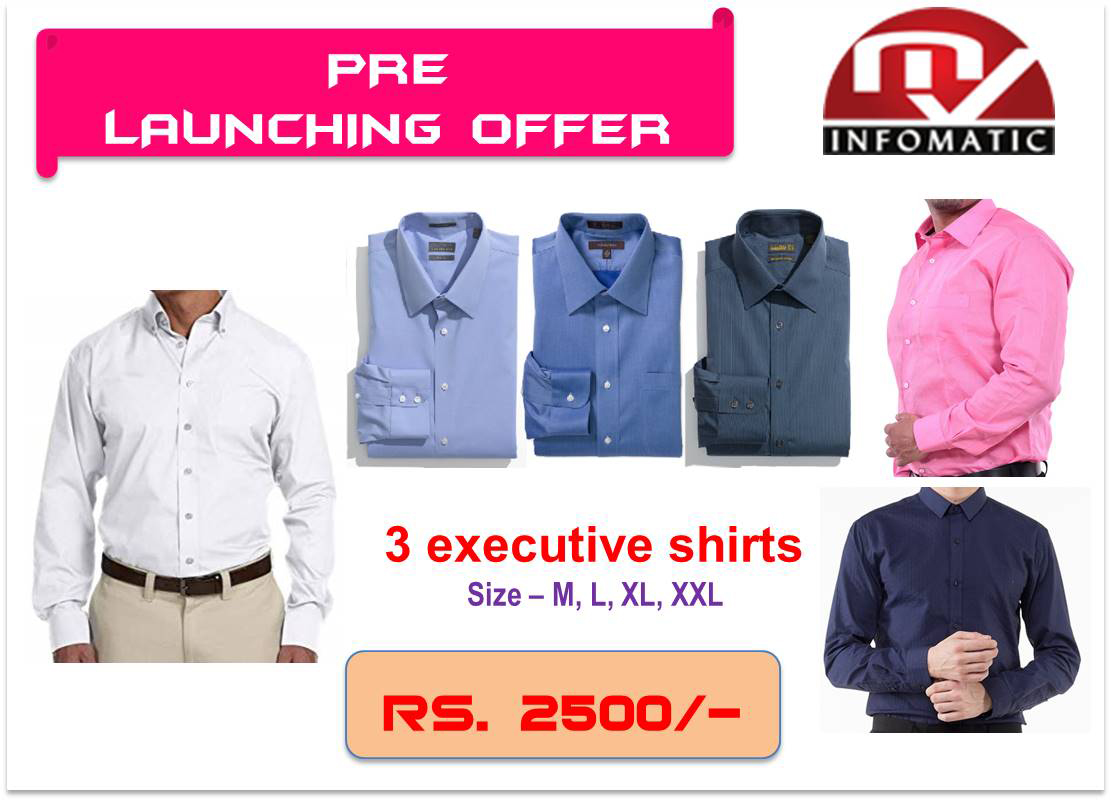 PRE
LAUNCHING OFFER
INFOMATIC
3 executive shirts
Size – M, L, XL, XXL
RS. 2500/-